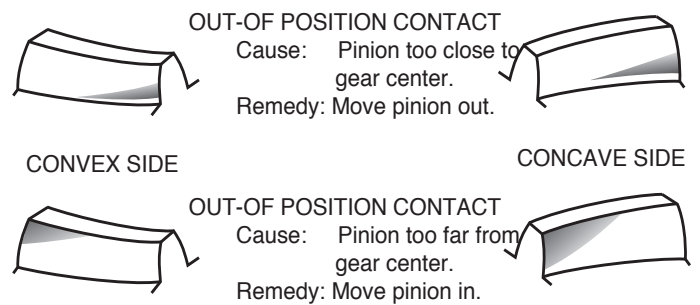 OUT-OF POSITION CONTACT
Cause: Pinion too close to
gear center.
Remedy: Move pinion out.
CONVEX SIDE
CONCAVE SIDE
OUT-OF POSITION CONTACT
Cause: Pinion too far from
gear center.
Remedy: Move pinion in.